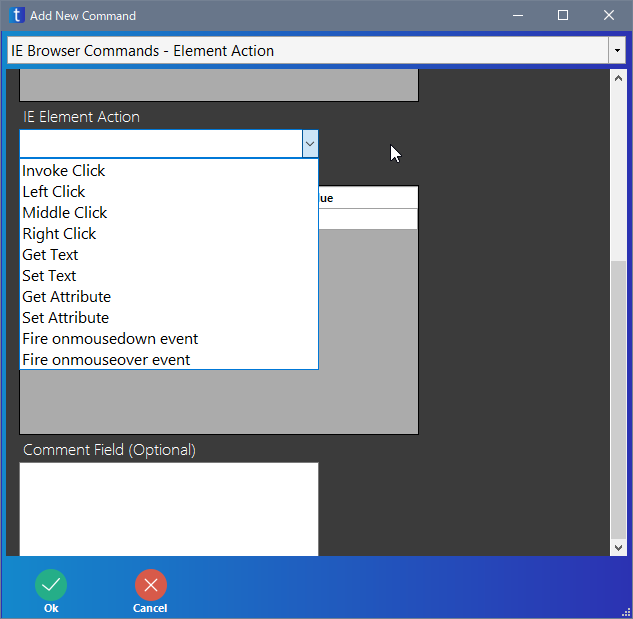 Add New Command
IE Browser Commands - Element Action
IE Element Action
Invoke Click
Left Click
Middle Click
Right Click
Get Text
Set Text
Get Attribute
Set Attribute
Fire onmousedown event
Fire onmouseover event
Comment Field (Optional)
Ok
Cancel